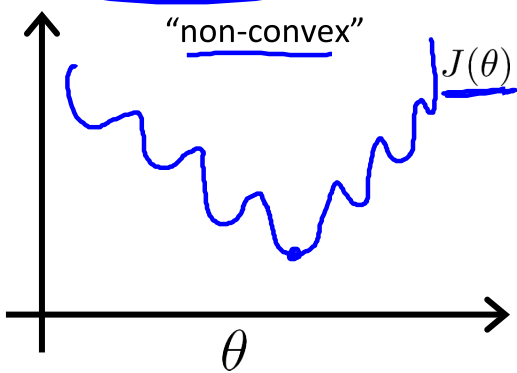 “non-convex”
J(θ)
θ